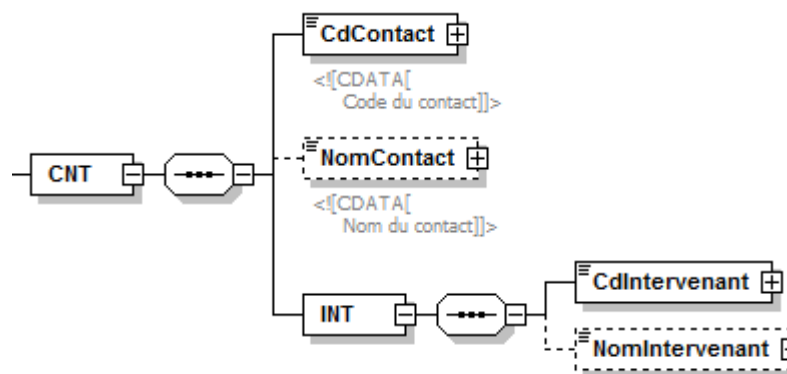 CdContact
<![CDATA[
Code du contact]]>
CNT
NomContact
<![CDATA[
Nom du contact]]>
INT
CdIntervenant
NomIntervenant